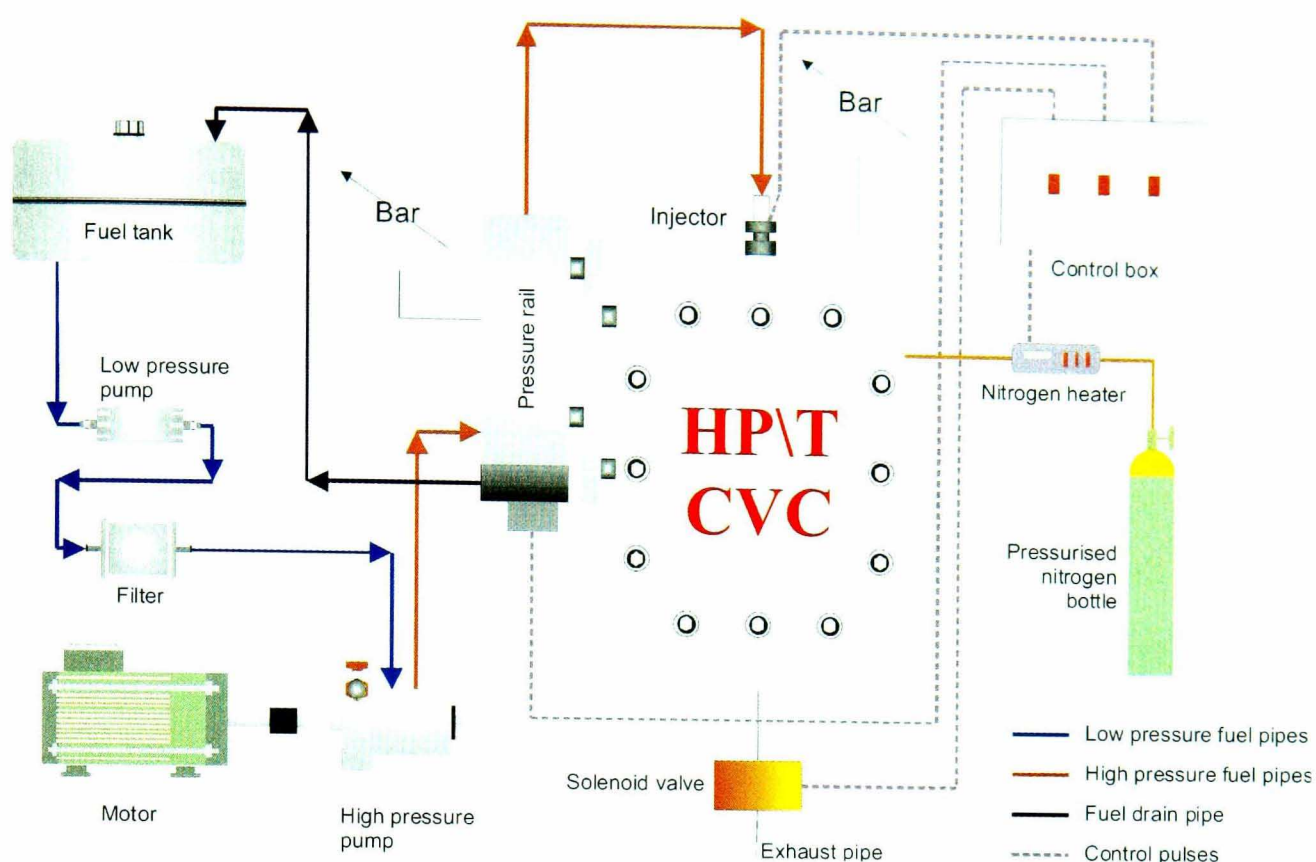 Bar
Bar
Fuel tank
Injector
Control box
Pressure rail
Low pressure
pump
Nitrogen heater
HP\T
CVC
Pressurised
nitrogen
bottle
Filter
Low pressure fuel pipes
High pressure fuel pipes
Solenoid valve
Motor
High pressure
pump
Fuel drain pipe
Exhaust pipe
Control pulses